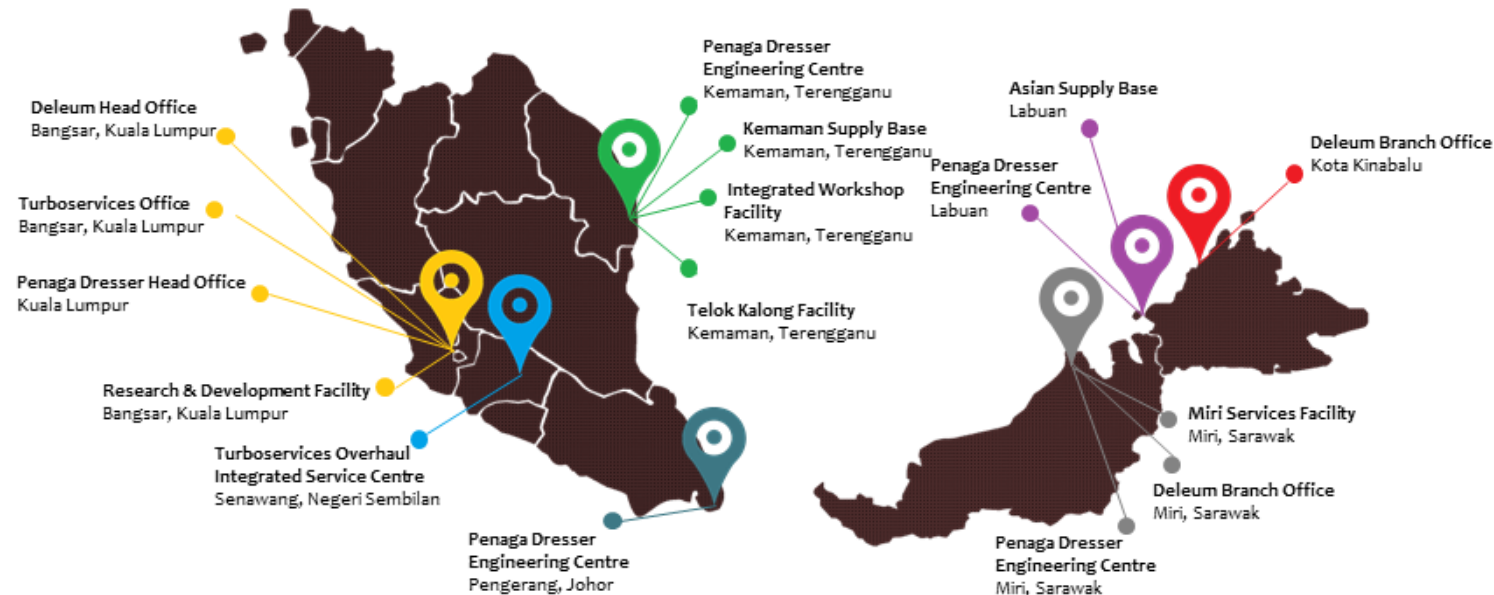 Deleum Head Office
Bangsar, Kuala Lumpur
Turboservices Office
Bangsar, Kuala Lumpur
Penaga Dresser Head Office
Kuala Lumpur
Research & Development Facility
Bangsar, Kuala Lumpur
Turboservices Overhaul
Integrated Service Centre
Senawang, Negeri Sembilan
Penaga Dresser
Engineering Centre
Pengerang, Johor
Penaga Dresser
Engineering Centre
Kemaman, Terengganu
Kemaman Supply Base
Kemaman, Terengganu
Integrated Workshop
Facility
Kemaman, Terengganu
Telok Kalong Facility
Kemaman, Terengganu
Asian Supply Base
Labuan
Penaga Dresser
Engineering Centre
Labuan
Deleum Branch Office
Kota Kinabalu
Miri Services Facility
Miri, Sarawak
Deleum Branch Office
Miri, Sarawak
Penaga Dresser
Engineering Centre
Miri, Sarawak